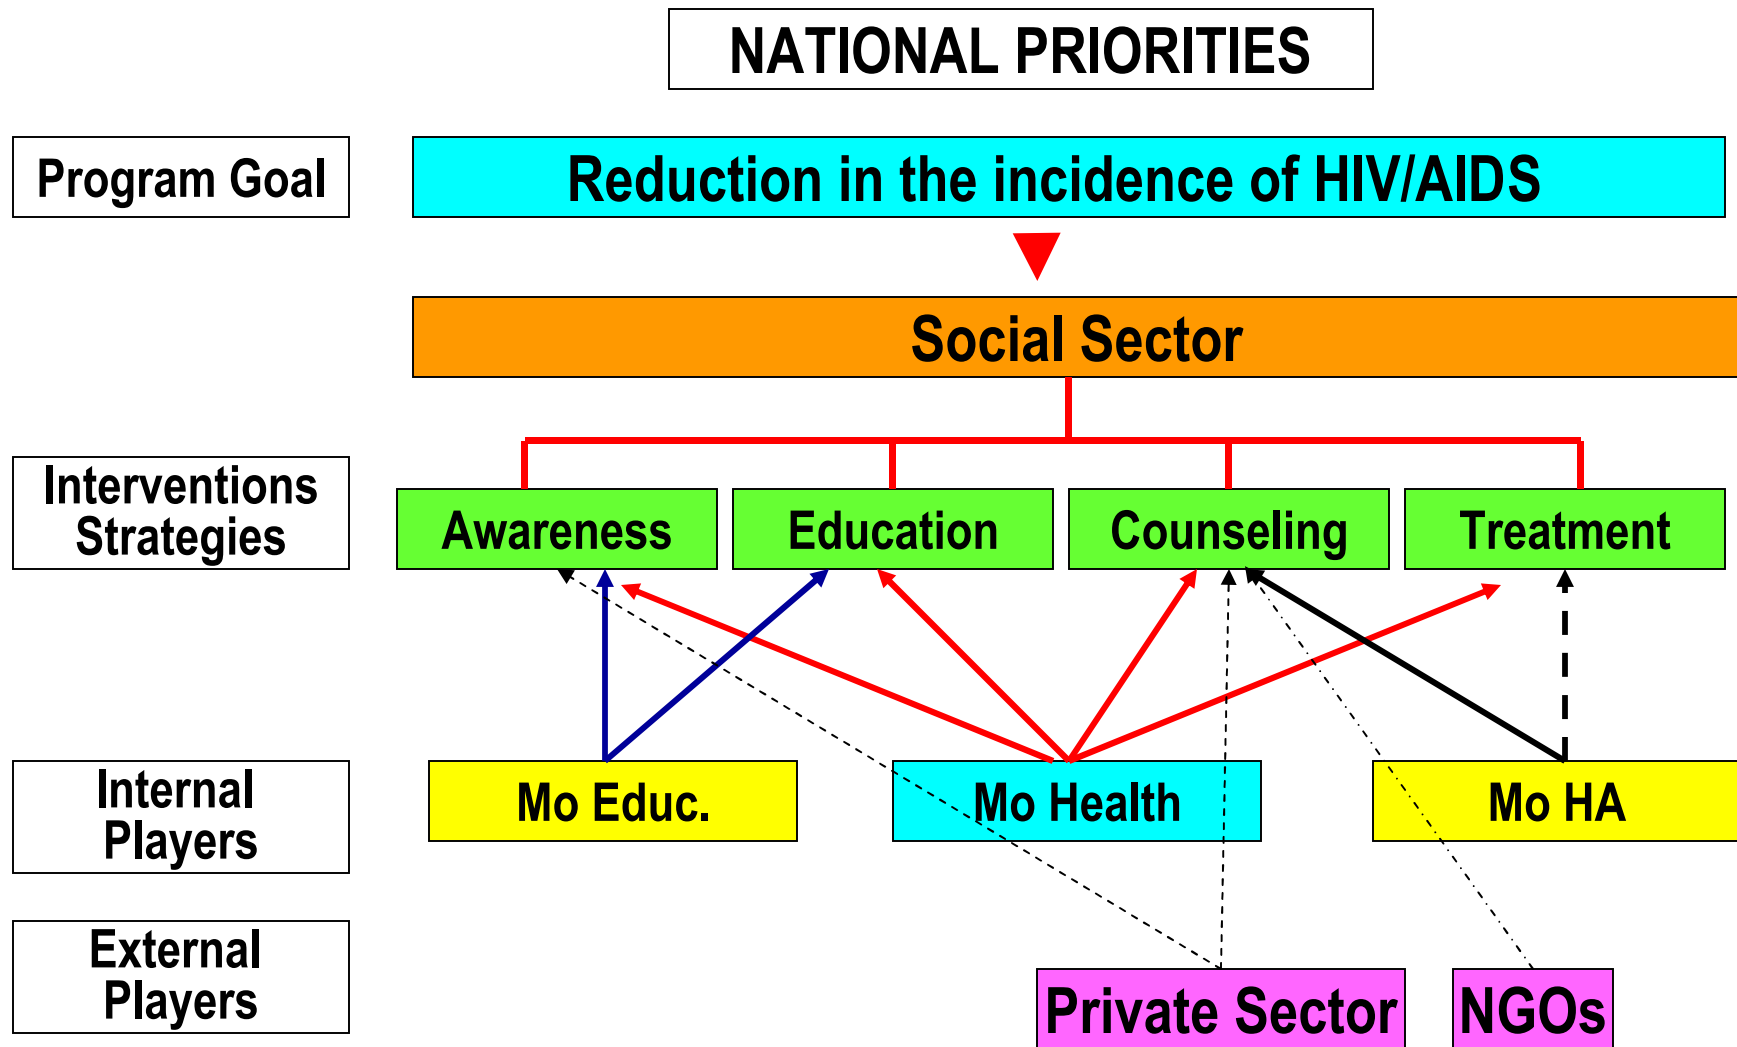 NATIONAL PRIORITIES
Program Goal
Reduction in the incidence of HIV/AIDS
Social Sector
Interventions
Strategies
Awareness
Education
Counseling
Treatment
Internal
Players
Mo Educ.
Mo Health
Mo HA
External
Players
Private Sector
NGOs